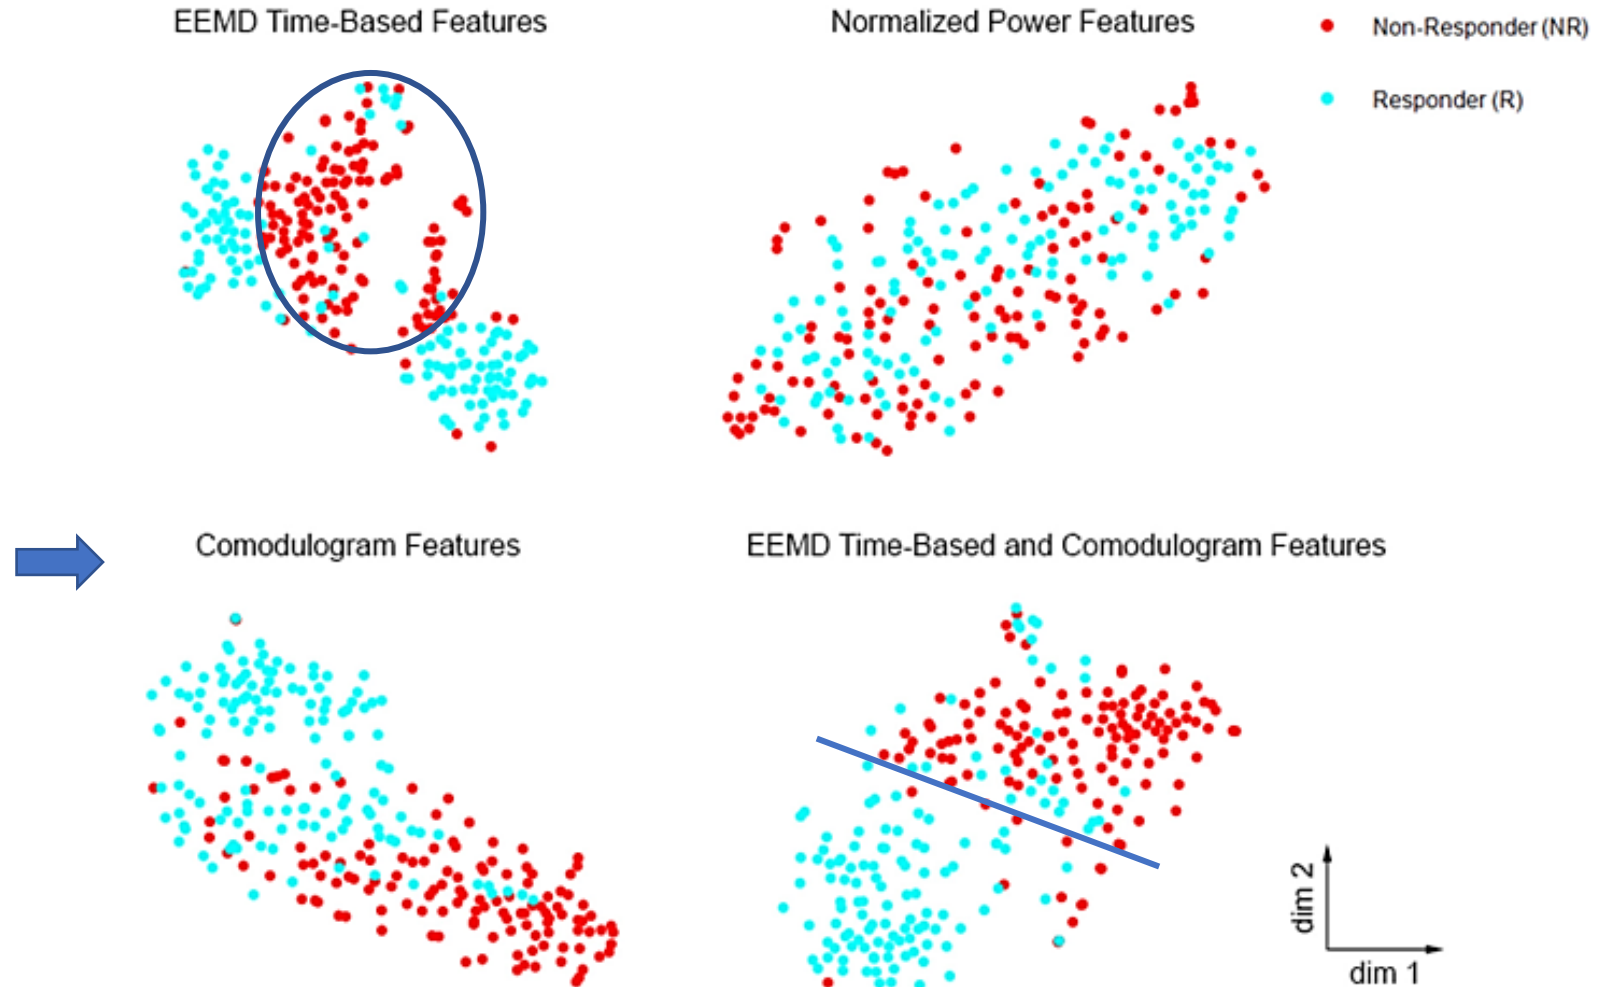 EEMD Time-Based Features
Normalized Power Features
Non-Responder (NR)
Responder (R)
Comodulogram Features
EEMD Time-Based and Comodulogram Features
dim 2
dim 1